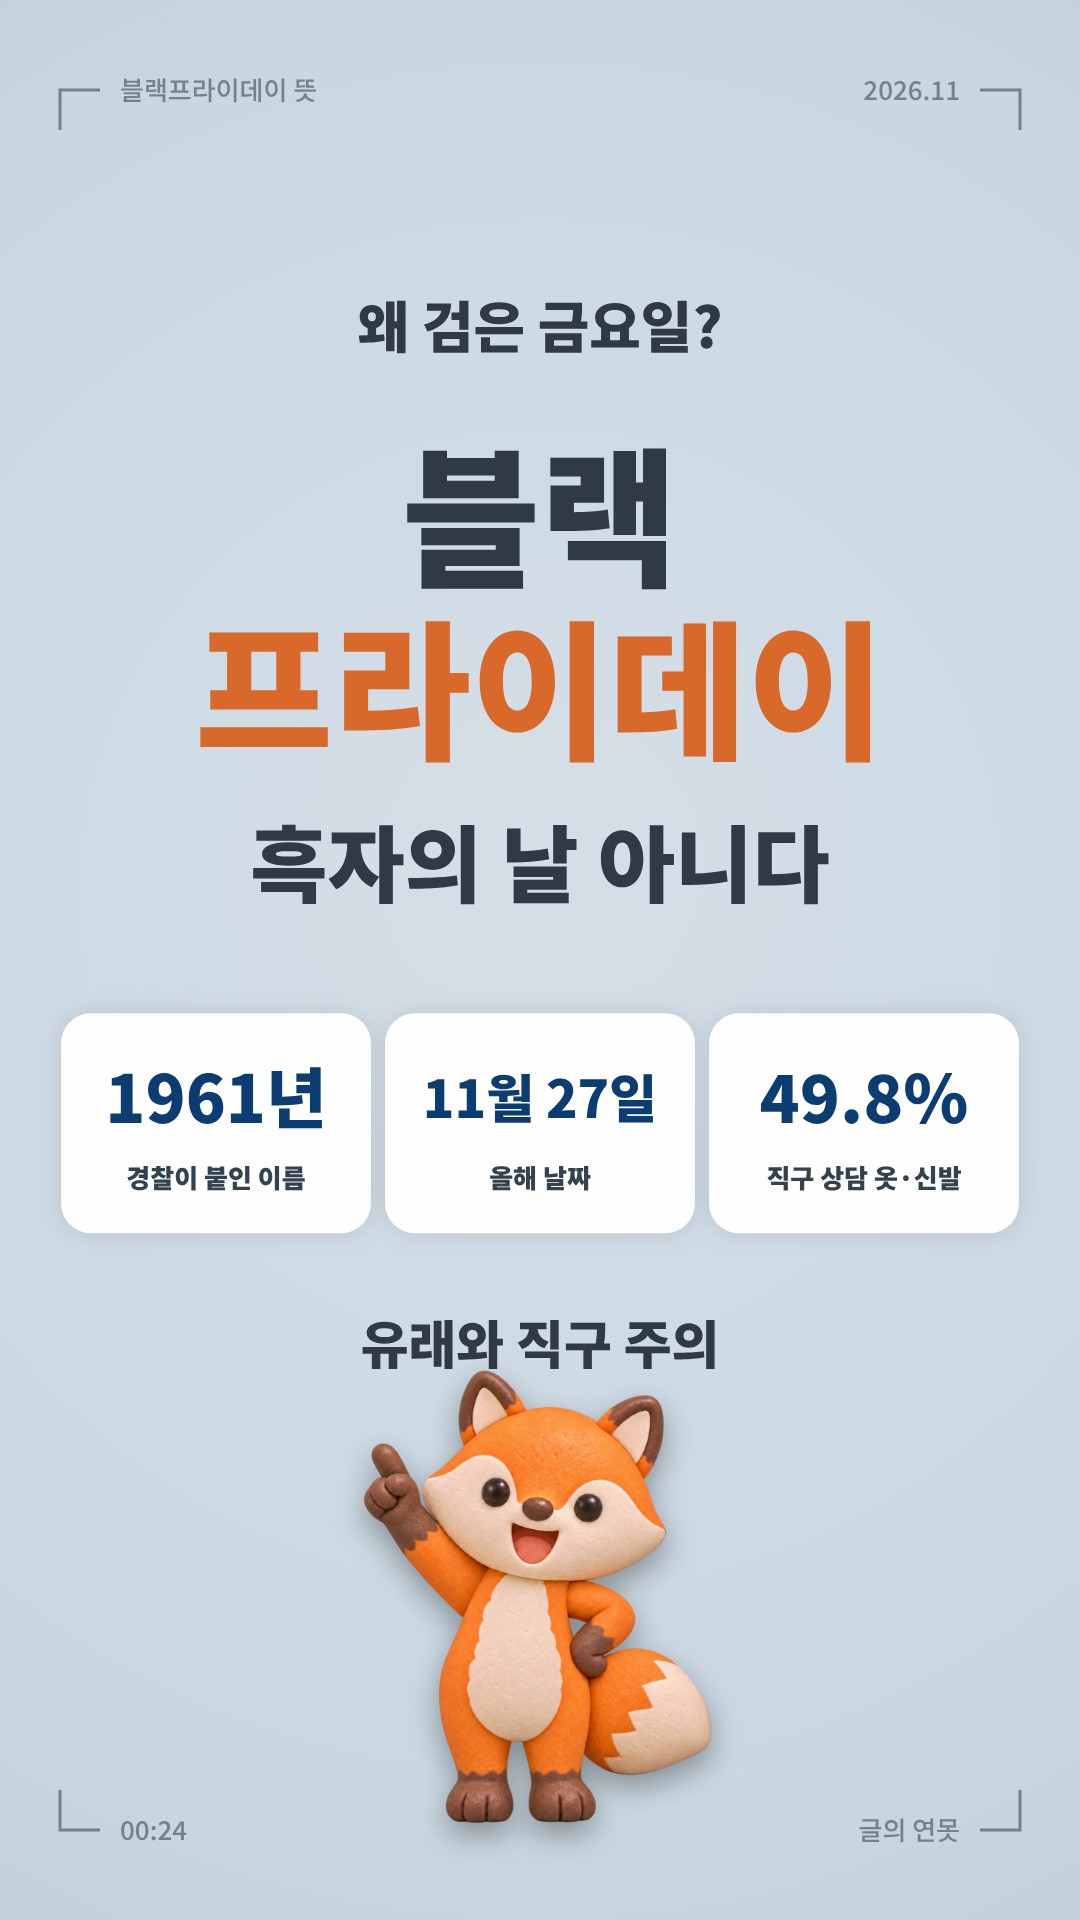 블랙프라이데이 뜻
2026.11
왜 검은 금요일?
블랙
프라이데이
흑자의 날 아니다
1961년
경찰이 붙인 이름
11월 27일
올해 날짜
49.8%
직구 상담 옷·신발
유래와 직구 주의
00:24
글의 연못